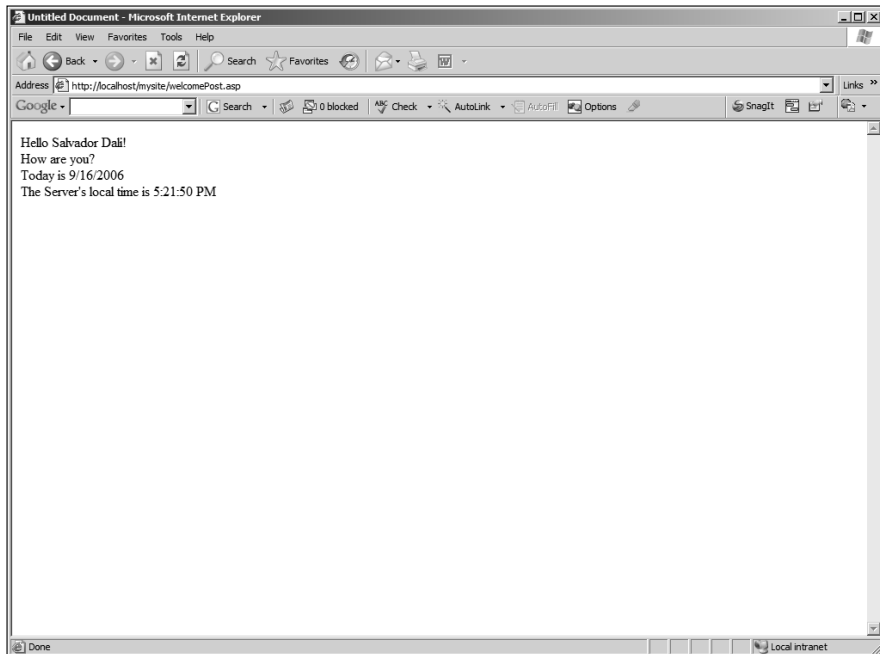 Untitled Document - Microsoft Internet Explorer
File Edit View Favorites Tools Help
Back Search Favorites W
Address http://localhost/mysite/welcomePost.asp Links »
Google G Search 0 blocked ABC Check AutoLink AutoFill Options SnagIt
Hello Salvador Dali!
How are you?
Today is 9/16/2006
The Server's local time is 5:21:50 PM
Done Local intranet